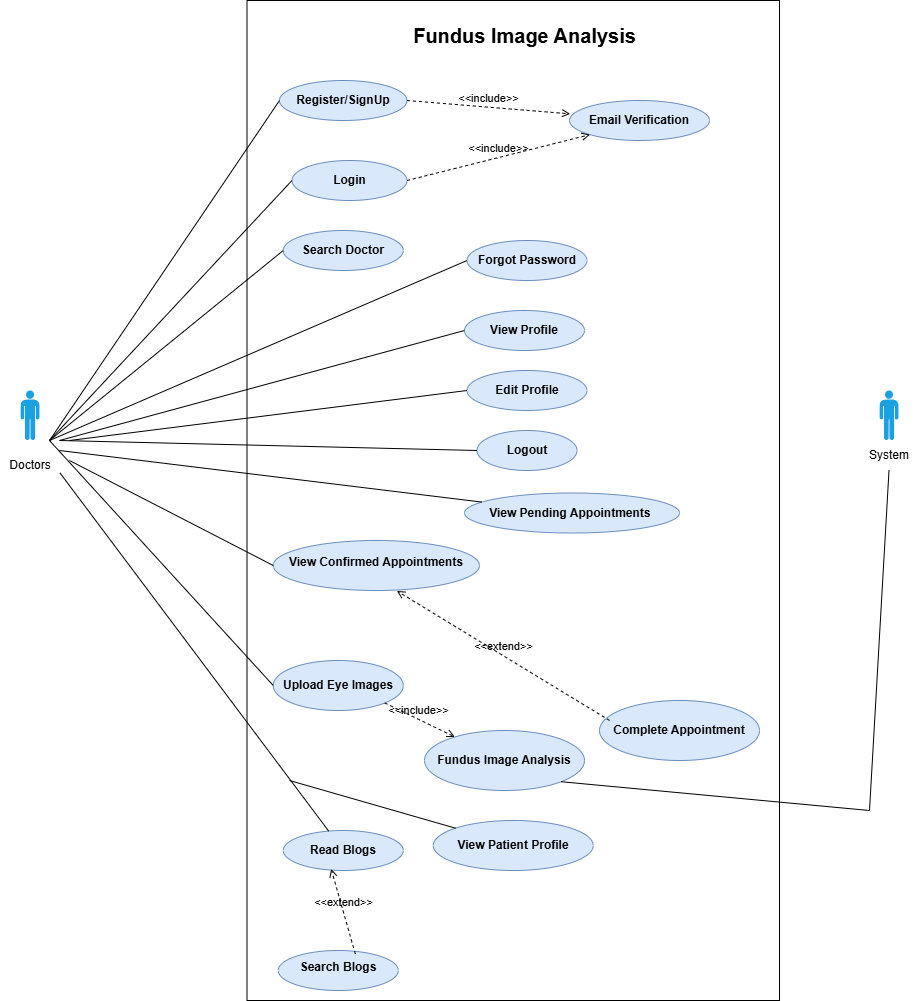 Fundus Image Analysis
Register/SignUp
<<include>>
Email Verification
<<include>>
Login
Search Doctor
Forgot Password
View Profile
Edit Profile
Logout
Doctors
System
View Pending Appointments
View Confirmed Appointments
<<extend>>
Upload Eye Images
<<include>>
Complete Appointment
Fundus Image Analysis
View Patient Profile
Read Blogs
<<extend>>
Search Blogs